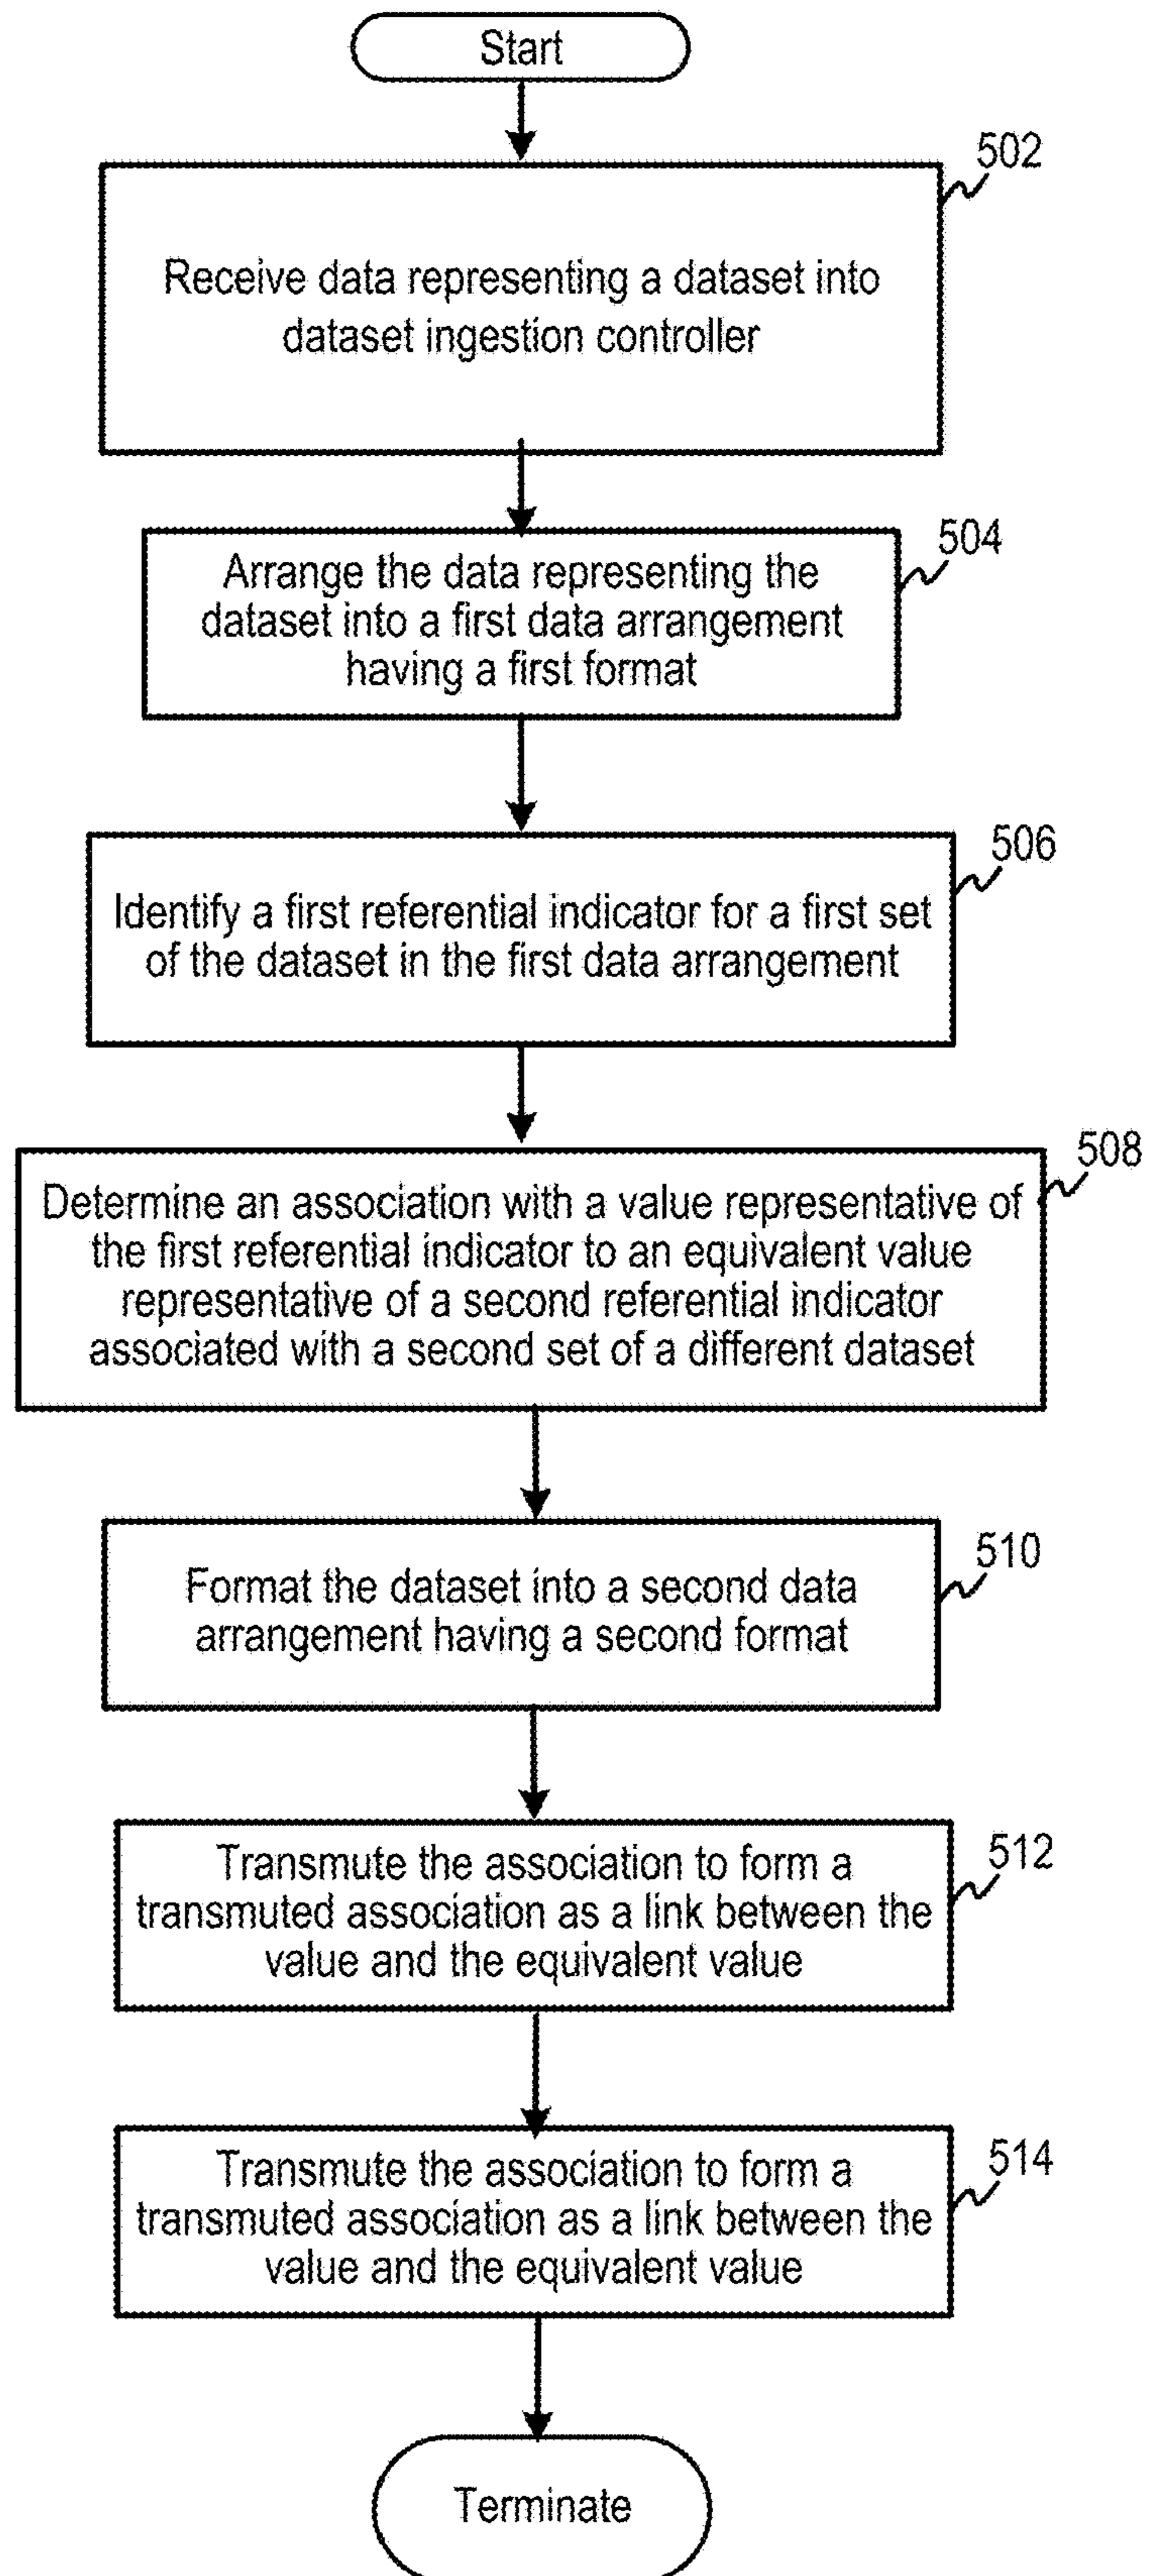 Start
502
Receive data representing a dataset into
dataset ingestion controller
504
Arrange the data representing the
dataset into a first data arrangement
having a first format
506
Identify a first referential indicator for a first set
of the dataset in the first data arrangement
508
Determine an association with a value representative of
the first referential indicator to an equivalent value
representative of a second referential indicator
associated with a second set of a different dataset
510
Format the dataset into a second data
arrangement having a second format
512
Transmute the association to form a
transmuted association as a link between the
value and the equivalent value
514
Transmute the association to form a
transmuted association as a link between the
value and the equivalent value
Terminate